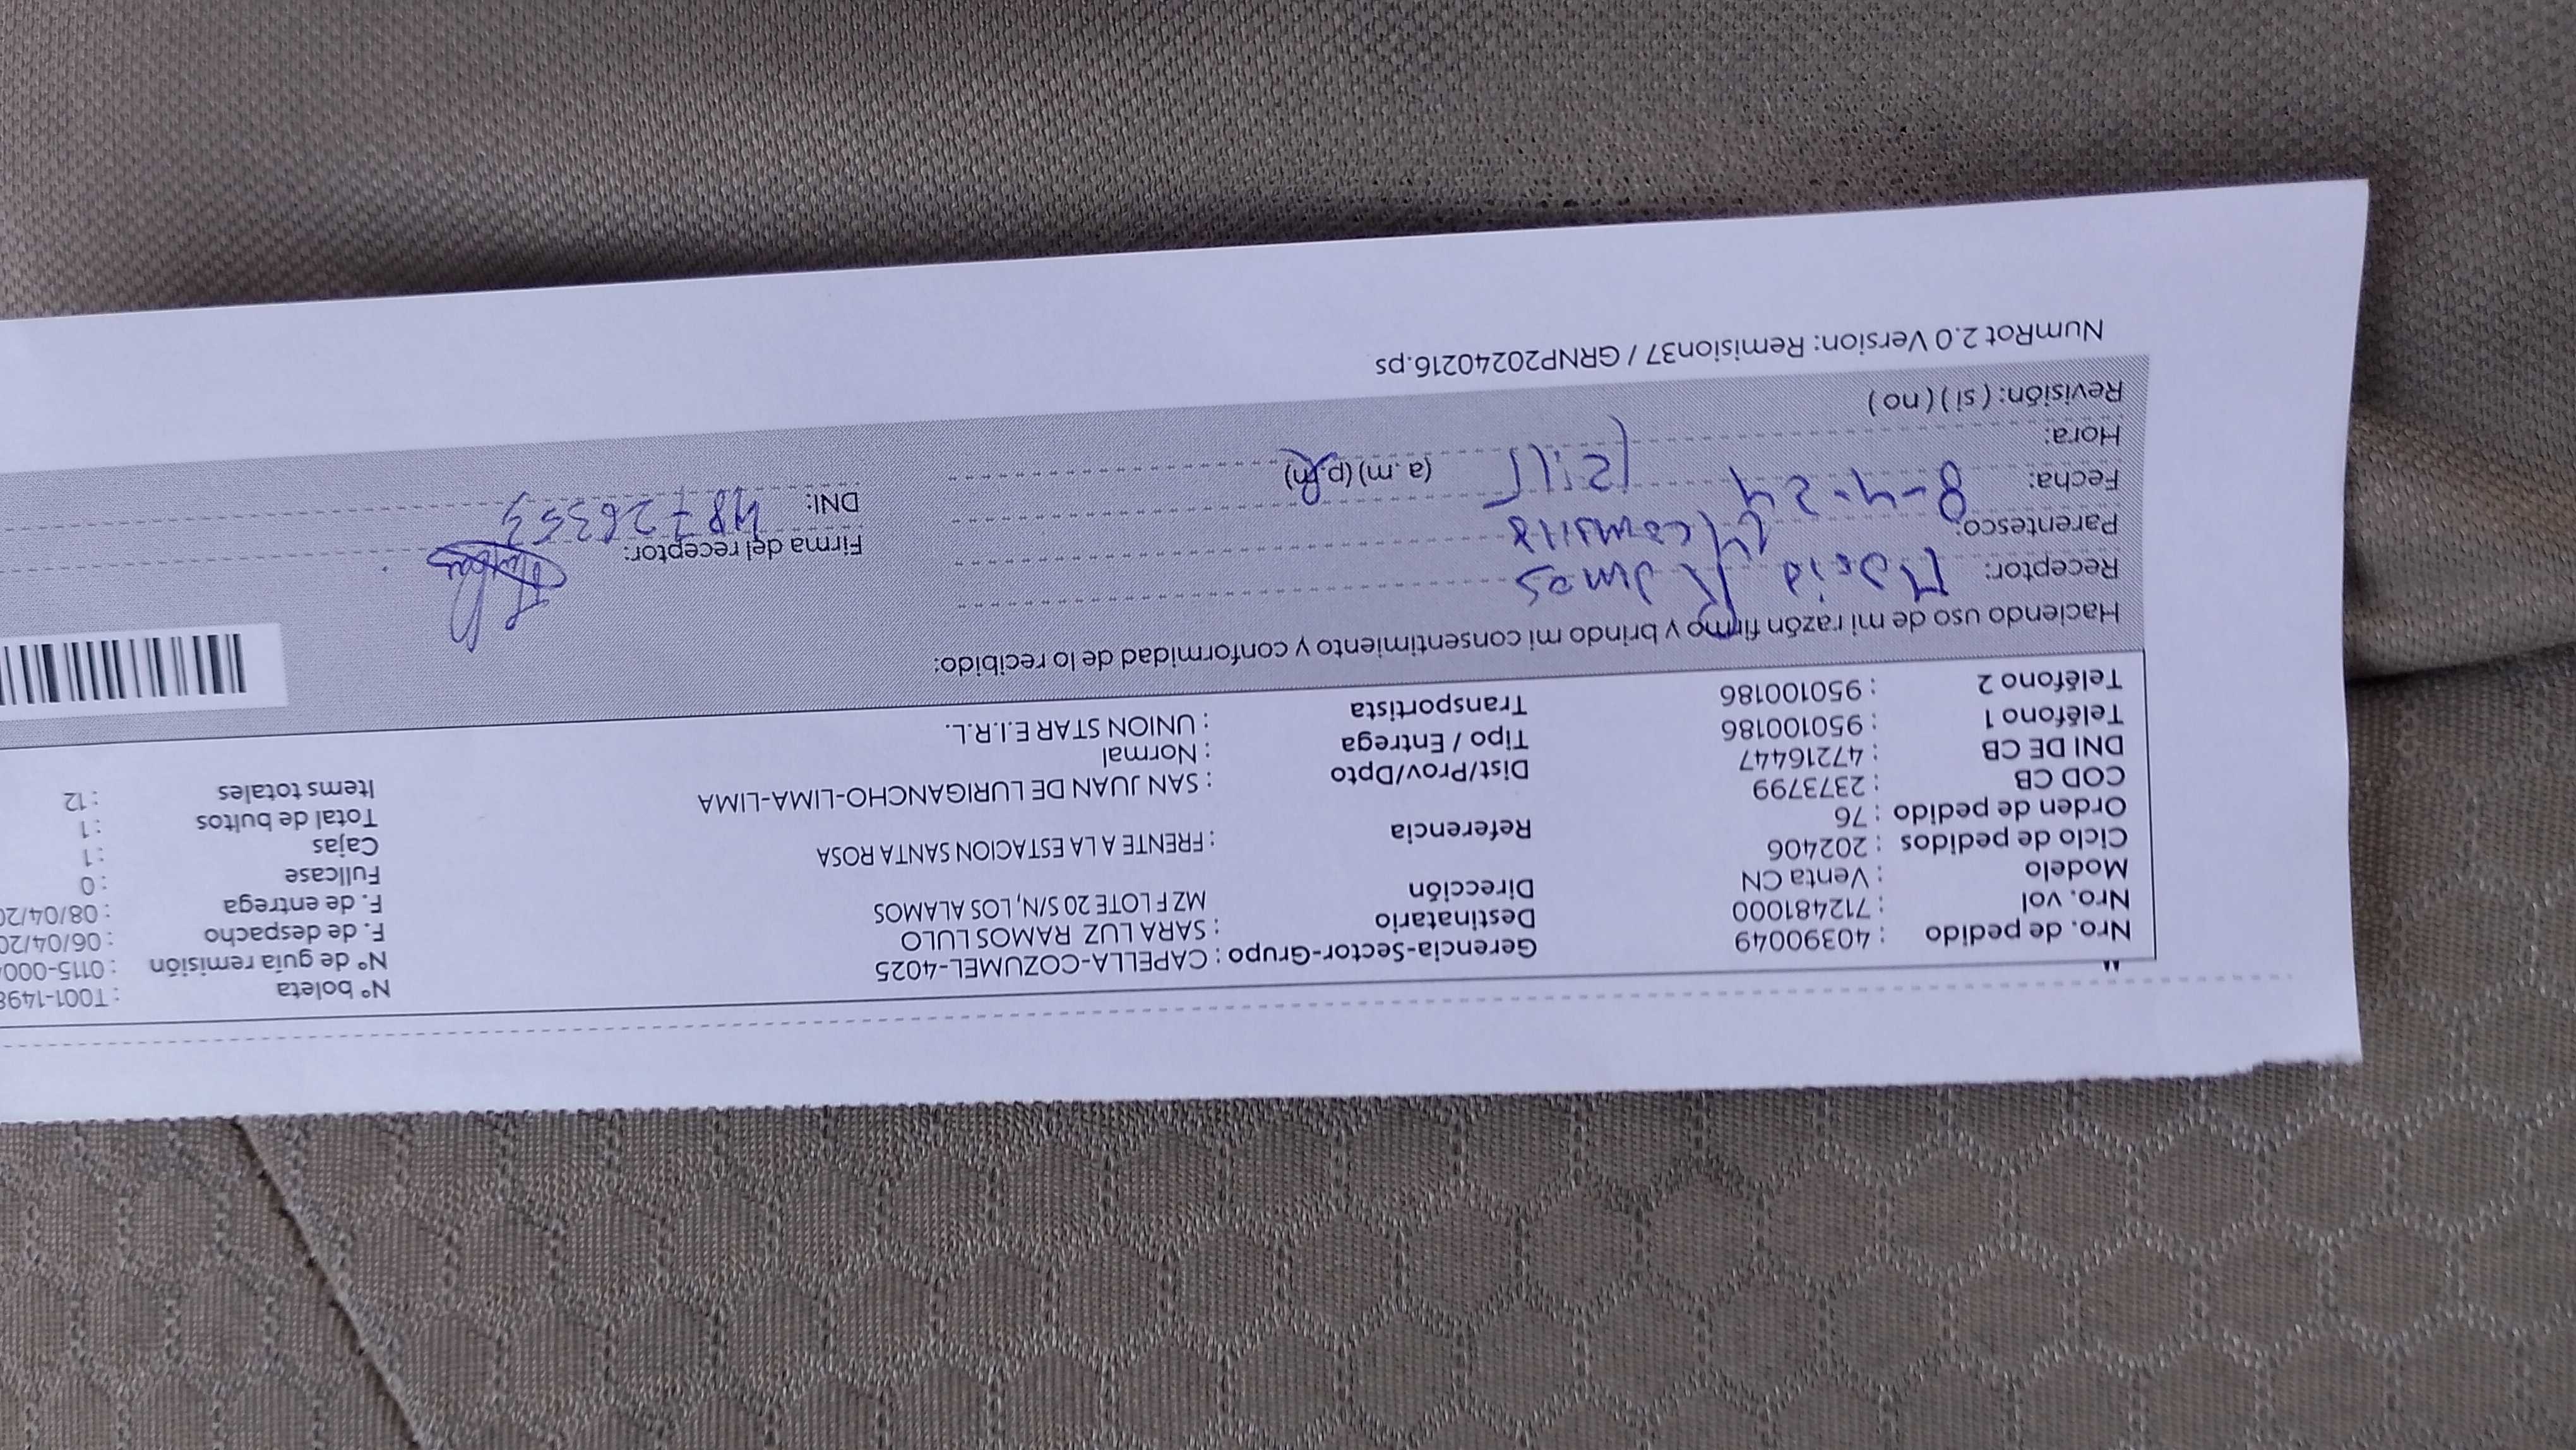 Nro. de pedido : 40390049 Gerencia-Sector-Grupo : CAPELLA-COZUMEL-4025 N° boleta : T001-1498
Nro. vol : 712481000 Destinatario : SARA LUZ RAMOS LULO N° de guía remisión : 0115-000
Modelo : Venta CN Dirección MZ F LOTE 20 S/N, LOS ALAMOS F. de despacho : 06/04/20
Ciclo de pedidos : 202406 F. de entrega : 08/04/20
Orden de pedido : 76 Referencia : FRENTE A LA ESTACION SANTA ROSA Fullcase : 0
COD CB : 2373799 Cajas : 1
DNI DE CB : 47216447 Dist/Prov/Dpto : SAN JUAN DE LURIGANCHO-LIMA-LIMA Total de bultos : 1
Teléfono 1 : 950100186 Tipo / Entrega : Normal Items totales : 12
Teléfono 2 : 950100186 Transportista : UNION STAR E.I.R.L.
Haciendo uso de mi razón firmo y brindo mi consentimiento y conformidad de lo recibido:
Receptor: Ramos
Parentesco: Firma del receptor:
Fecha: 8-4-24 DNI: 48726353
Hora: (a.m) (p.m)
Revisión: ( si ) ( no )
NumRot 2.0 Version: Remision37 / GRNP20240216.ps